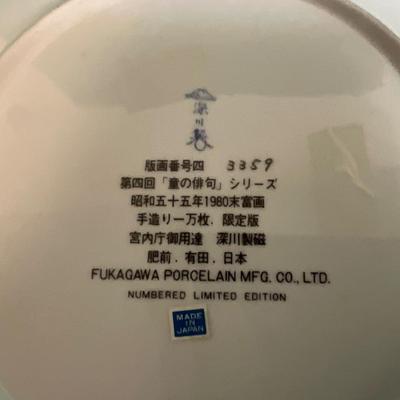 深川製
版画番号四 3359
第四回「童の俳句」シリーズ
昭和五十五年1980末富画
手造り一万枚．限定版
宮内庁御用達 深川製磁
肥前．有田．日本
FUKAGAWA PORCELAIN MFG. CO., LTD.
NUMBERED LIMITED EDITION
MADE
IN
JAPAN